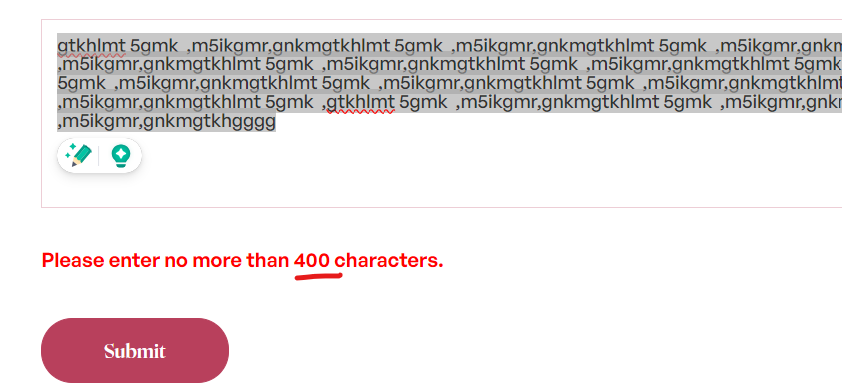 gtkhlmt 5gmk ,m5ikgmr,gnkmgtkhlmt 5gmk ,m5ikgmr,gnkmgtkhlmt 5gmk ,m5ikgmr,gnkm
,m5ikgmr,gnkmgtkhlmt 5gmk ,m5ikgmr,gnkmgtkhlmt 5gmk ,m5ikgmr,gnkmgtkhlmt 5gmk
5gmk ,m5ikgmr,gnkmgtkhlmt 5gmk ,m5ikgmr,gnkmgtkhlmt 5gmk ,m5ikgmr,gnkmgtkhlmt
,m5ikgmr,gnkmgtkhlmt 5gmk ,gtkhlmt 5gmk ,m5ikgmr,gnkmgtkhlmt 5gmk ,m5ikgmr,gnkm
,m5ikgmr,gnkmgtkhgggg
Please enter no more than 400 characters.
Submit